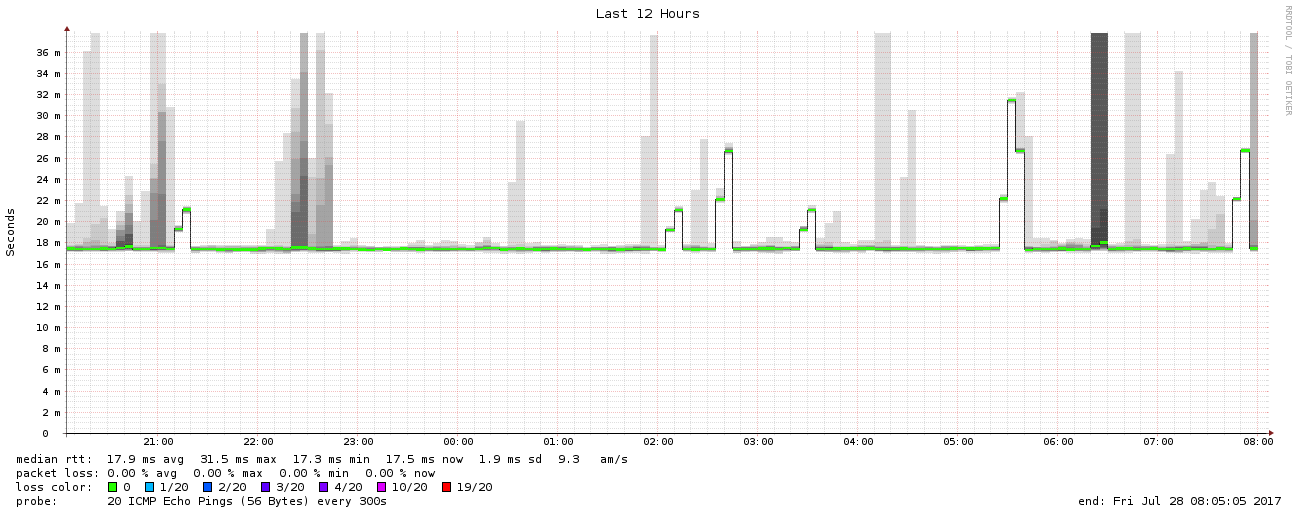 Last 12 Hours
RRDTOOL / TOBI OETIKER
Seconds
36 m
34 m
32 m
30 m
28 m
26 m
24 m
22 m
20 m
18 m
16 m
14 m
12 m
10 m
8 m
6 m
4 m
2 m
0
21:00 22:00 23:00 00:00 01:00 02:00 03:00 04:00 05:00 06:00 07:00 08:00
median rtt: 17.9 ms avg 31.5 ms max 17.3 ms min 17.5 ms now 1.9 ms sd 9.3 am/s
packet loss: 0.00 % avg 0.00 % max 0.00 % min 0.00 % now
loss color: 0 1/20 2/20 3/20 4/20 10/20 19/20
probe: 20 ICMP Echo Pings (56 Bytes) every 300s end: Fri Jul 28 08:05:05 2017